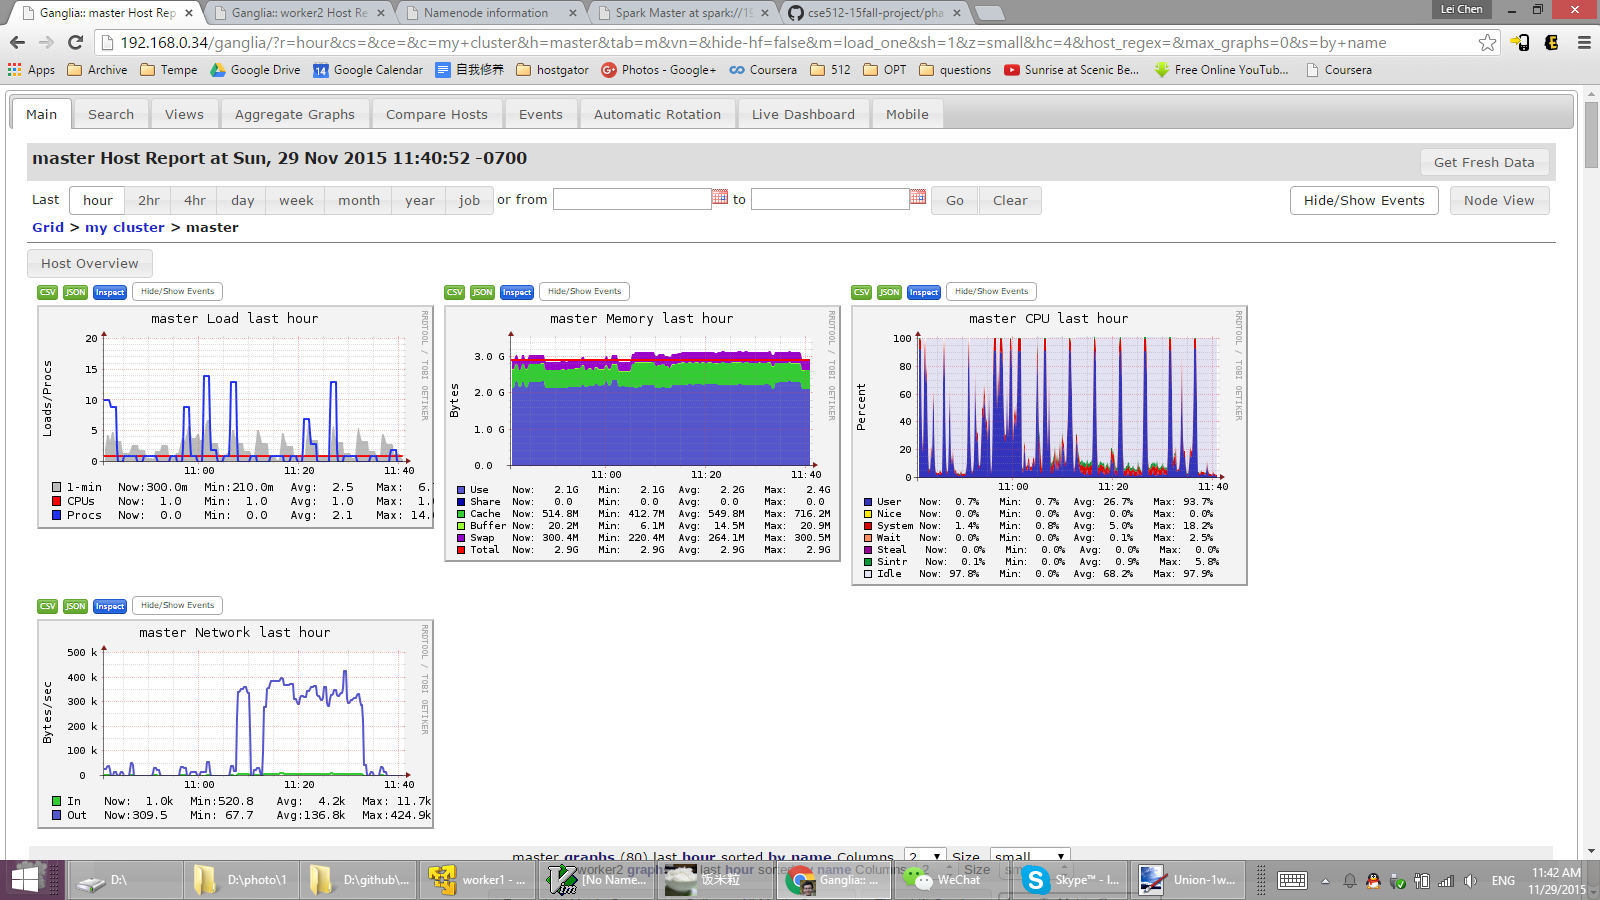 Ganglia:: master Host Rep
Ganglia:: worker2 Host Re
Namenode information
Spark Master at spark://19
cse512-15fall-project/pha
Lei Chen
192.168.0.34/ganglia/?r=hour&cs=&ce=&c=my+cluster&h=master&tab=m&vn=&hide-hf=false&m=load_one&sh=1&z=small&hc=4&host_regex=&max_graphs=0&s=by+name
Apps Archive Tempe Google Drive 14 Google Calendar 自我修养 hostgator Photos - Google+ Coursera 512 OPT questions Sunrise at Scenic Be... Free Online YouTub... Coursera
Main Search Views Aggregate Graphs Compare Hosts Events Automatic Rotation Live Dashboard Mobile
master Host Report at Sun, 29 Nov 2015 11:40:52 -0700
Get Fresh Data
Last hour 2hr 4hr day week month year job or from to Go Clear
Hide/Show Events Node View
Grid > my cluster > master
Host Overview
CSV JSON Inspect Hide/Show Events
master Load last hour
RRDTOOL / TOBI OETIKER
Loads/Procs
20
15
10
5
0
11:00 11:20 11:40
1-min Now:300.0m Min:210.0m Avg: 2.5 Max: 6.
CPUs Now: 1.0 Min: 1.0 Avg: 1.0 Max: 1.
Procs Now: 0.0 Min: 0.0 Avg: 2.1 Max: 14.
CSV JSON Inspect Hide/Show Events
master Memory last hour
RRDTOOL / TOBI OETIKER
Bytes
3.0 G
2.0 G
1.0 G
0.0
11:00 11:20 11:40
Use Now: 2.1G Min: 2.1G Avg: 2.2G Max: 2.4G
Share Now: 0.0 Min: 0.0 Avg: 0.0 Max: 0.0
Cache Now: 514.8M Min: 412.7M Avg: 549.8M Max: 716.2M
Buffer Now: 20.2M Min: 6.1M Avg: 14.5M Max: 20.9M
Swap Now: 300.4M Min: 220.4M Avg: 264.1M Max: 300.5M
Total Now: 2.9G Min: 2.9G Avg: 2.9G Max: 2.9G
CSV JSON Inspect Hide/Show Events
master CPU last hour
RRDTOOL / TOBI OETIKER
Percent
100
80
60
40
20
0
11:00 11:20 11:40
User Now: 0.7% Min: 0.7% Avg: 26.7% Max: 93.7%
Nice Now: 0.0% Min: 0.0% Avg: 0.0% Max: 0.0%
System Now: 1.4% Min: 0.8% Avg: 5.0% Max: 18.2%
Wait Now: 0.0% Min: 0.0% Avg: 0.1% Max: 2.5%
Steal Now: 0.0% Min: 0.0% Avg: 0.0% Max: 0.0%
Sintr Now: 0.1% Min: 0.0% Avg: 0.9% Max: 5.8%
Idle Now: 97.8% Min: 0.0% Avg: 68.2% Max: 97.9%
CSV JSON Inspect Hide/Show Events
master Network last hour
RRDTOOL / TOBI OETIKER
Bytes/sec
500 k
400 k
300 k
200 k
100 k
0
11:00 11:20 11:40
In Now: 1.0k Min:520.8 Avg: 4.2k Max: 11.7k
Out Now:309.5 Min: 67.7 Avg:136.8k Max:424.9k
master graphs (80) last hour sorted by name Columns 2 Size small
D:\
D:\photo\1
D:\github\...
worker1 - ...
[No Name...
饭米粒
Ganglia:: ...
WeChat
Skype™ - l...
Union-1w...
ENG
11:42 AM
11/29/2015